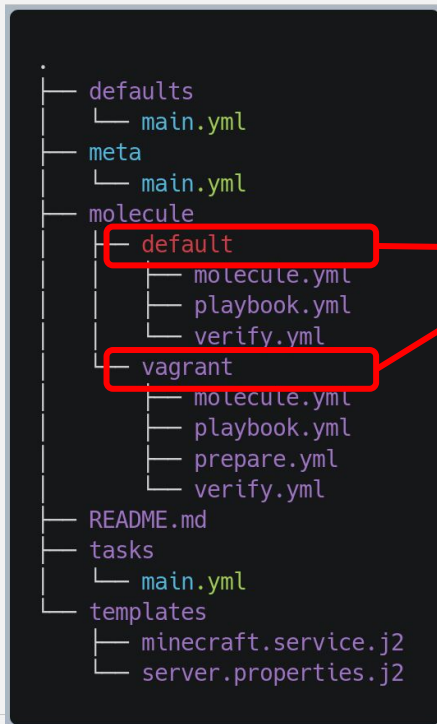 .
├── defaults
│   └── main.yml
├── meta
│   └── main.yml
├── molecule
│   ├── default
│   │   ├── molecule.yml
│   │   ├── playbook.yml
│   │   └── verify.yml
│   └── vagrant
│       ├── molecule.yml
│       ├── playbook.yml
│       ├── prepare.yml
│       └── verify.yml
├── README.md
├── tasks
│   └── main.yml
└── templates
    ├── minecraft.service.j2
    └── server.properties.j2